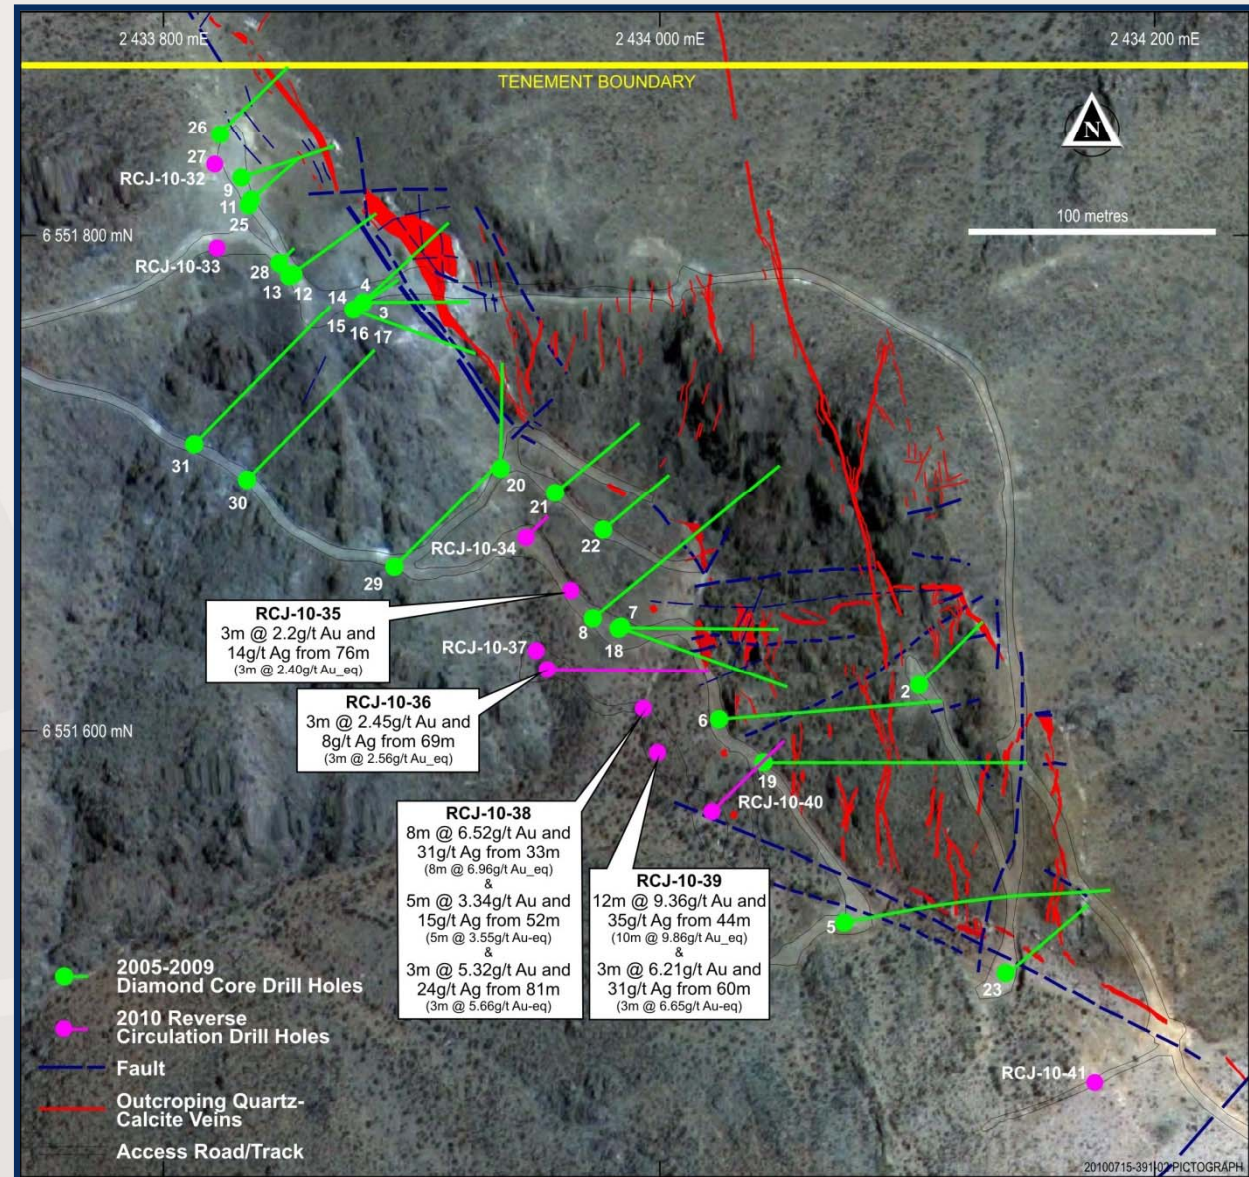 2 433 800 mE
2 434 000 mE
2 434 200 mE
TENEMENT BOUNDARY
N
26
27
RCJ-10-32
9
11
25
100 metres
6 551 800 mN
RCJ-10-33
28
13
12
4
14
3
15
16
17
31
30
20
21
22
RCJ-10-34
29
RCJ-10-35
3m @ 2.2g/t Au and
14g/t Ag from 76m
(3m @ 2.40g/t Au_eq)
8
7
18
RCJ-10-37
2
RCJ-10-36
3m @ 2.45g/t Au and
8g/t Ag from 69m
(3m @ 2.56g/t Au_eq)
6
6 551 600 mN
19
RCJ-10-40
RCJ-10-38
8m @ 6.52g/t Au and
31g/t Ag from 33m
(8m @ 6.96g/t Au_eq)
&
5m @ 3.34g/t Au and
15g/t Ag from 52m
(5m @ 3.55g/t Au-eq)
&
3m @ 5.32g/t Au and
24g/t Ag from 81m
(3m @ 5.66g/t Au-eq)
RCJ-10-39
12m @ 9.36g/t Au and
35g/t Ag from 44m
(10m @ 9.86g/t Au_eq)
&
3m @ 6.21g/t Au and
31g/t Ag from 60m
(3m @ 6.65g/t Au-eq)
5
23
RCJ-10-41
2005-2009
Diamond Core Drill Holes
2010 Reverse
Circulation Drill Holes
Fault
Outcroping Quartz-
Calcite Veins
Access Road/Track
20100715-391-02 PICTOGRAPH